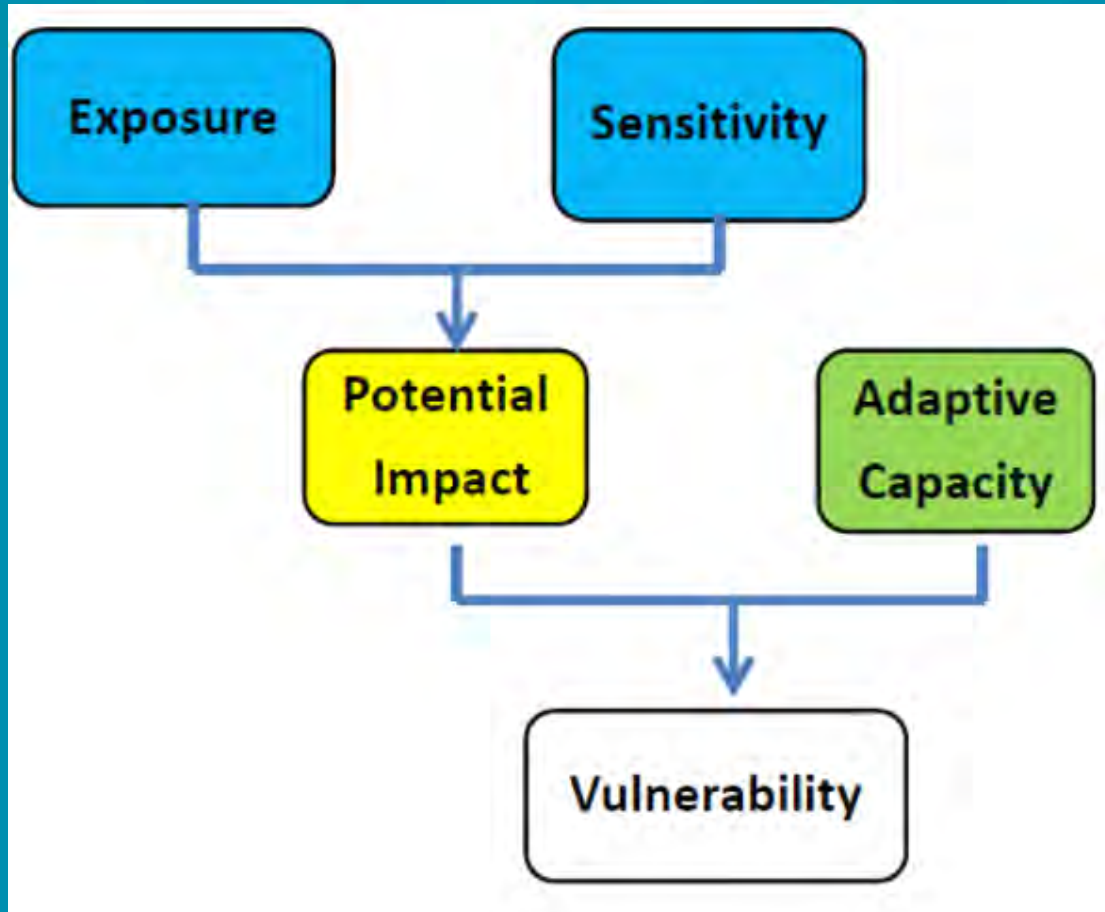 Exposure
Sensitivity
Potential
Impact
Adaptive
Capacity
Vulnerability